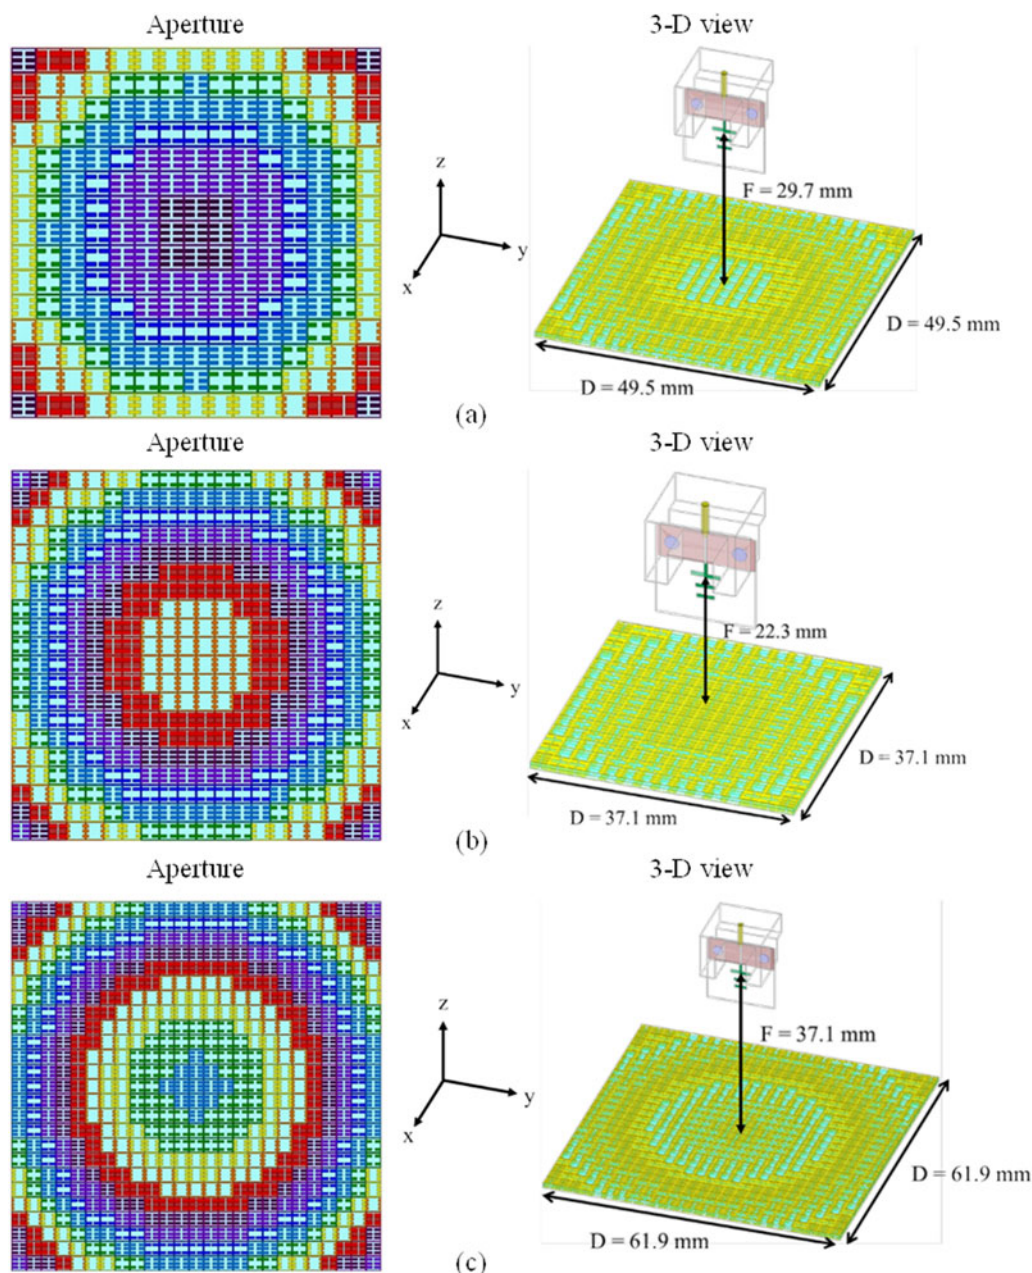 Aperture 3-D view
z
y
x
F = 29.7 mm
D = 49.5 mm
D = 49.5 mm
(a)
Aperture 3-D view
z
y
x
F = 22.3 mm
D = 37.1 mm
D = 37.1 mm
(b)
Aperture 3-D view
z
y
x
F = 37.1 mm
D = 61.9 mm
D = 61.9 mm
(c)